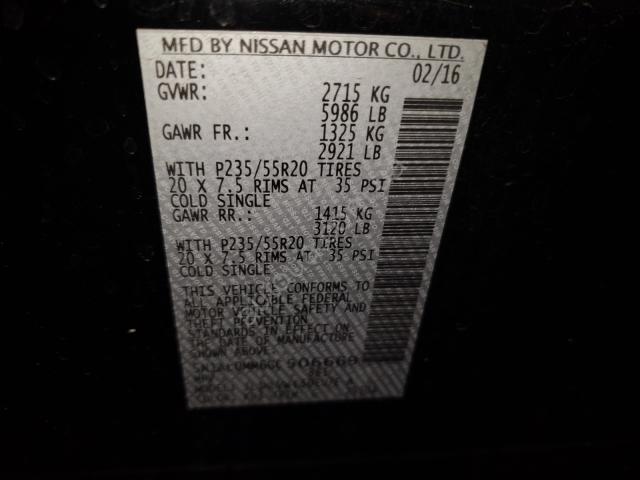 MFD BY NISSAN MOTOR CO., LTD.
DATE: 02/16
GVWR: 2715 KG
5986 LB
GAWR FR.: 1325 KG
2921 LB
WITH P235/55R20 TIRES
20 X 7.5 RIMS AT 35 PSI
COLD SINGLE
GAWR RR.: 1415 KG
3120 LB
WITH P235/55R20 TIRES
20 X 7.5 RIMS AT 35 PSI
COLD SINGLE
THIS VEHICLE CONFORMS TO
ALL APPLICABLE FEDERAL
MOTOR VEHICLE SAFETY AND
THEFT PREVENTION
STANDARDS IN EFFECT ON
THE DATE OF MANUFACTURE
SHOWN ABOVE